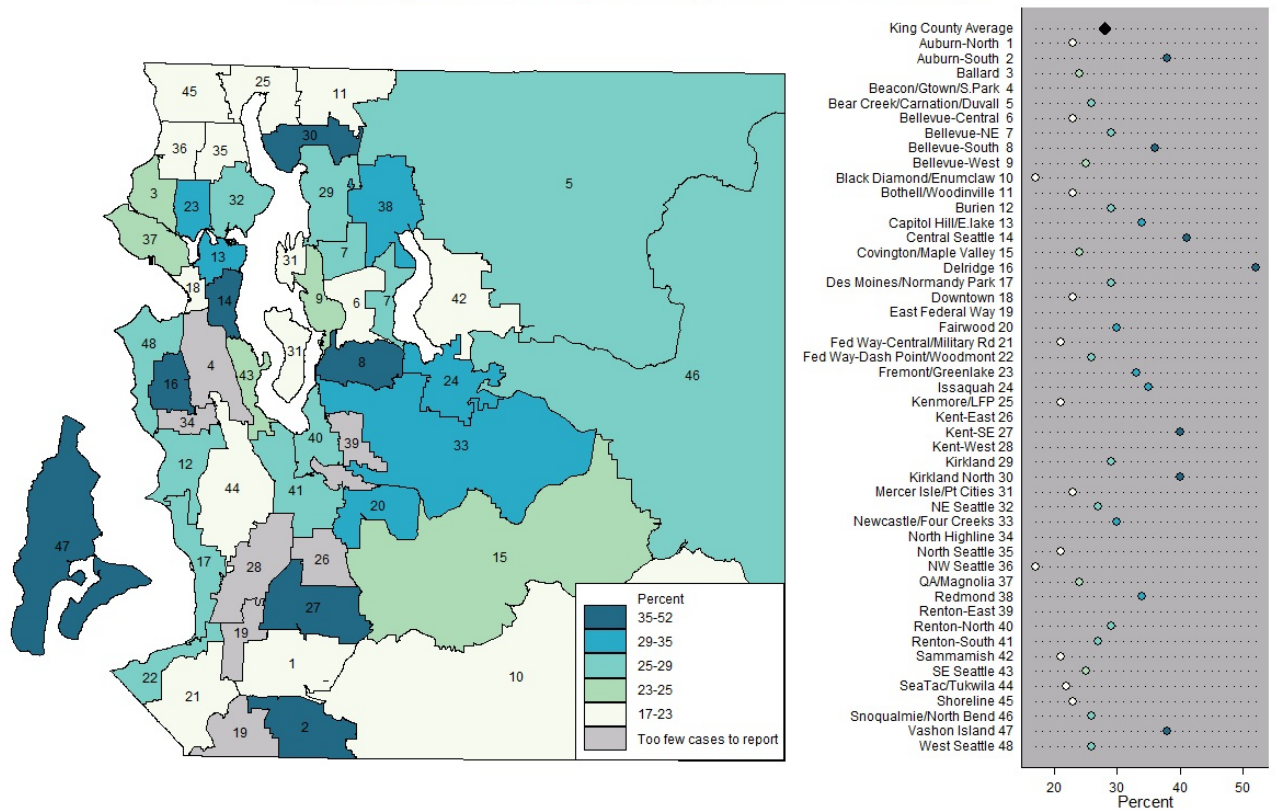 45
25
11
36
35
30
3
23
32
29
38
5
37
13
31
7
18
14
9
6
7
42
48
4
43
31
8
24
46
16
34
40
39
33
12
44
41
20
15
17
28
26
27
19
1
22
21
10
19
2
47
Percent
35-52
29-35
25-29
23-25
17-23
Too few cases to report
King County Average
Auburn-North 1
Auburn-South 2
Ballard 3
Beacon/Gtown/S.Park 4
Bear Creek/Carnation/Duvall 5
Bellevue-Central 6
Bellevue-NE 7
Bellevue-South 8
Bellevue-West 9
Black Diamond/Enumclaw 10
Bothell/Woodinville 11
Burien 12
Capitol Hill/E.lake 13
Central Seattle 14
Covington/Maple Valley 15
Delridge 16
Des Moines/Normandy Park 17
Downtown 18
East Federal Way 19
Fairwood 20
Fed Way-Central/Military Rd 21
Fed Way-Dash Point/Woodmont 22
Fremont/Greenlake 23
Issaquah 24
Kenmore/LFP 25
Kent-East 26
Kent-SE 27
Kent-West 28
Kirkland 29
Kirkland North 30
Mercer Isle/Pt Cities 31
NE Seattle 32
Newcastle/Four Creeks 33
North Highline 34
North Seattle 35
NW Seattle 36
QA/Magnolia 37
Redmond 38
Renton-East 39
Renton-North 40
Renton-South 41
Sammamish 42
SE Seattle 43
SeaTac/Tukwila 44
Shoreline 45
Snoqualmie/North Bend 46
Vashon Island 47
West Seattle 48
20 30 40 50
Percent